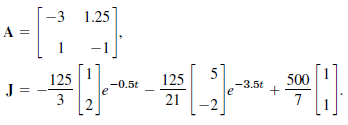 A = [ -3 1.25
1 -1 ],
J = - 125/3 [ 1 2 ] e^{-0.5t} - 125/21 [ 5 -2 ] e^{-3.5t} + 500/7 [ 1 1 ].